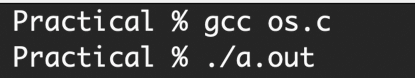 Practical % gcc os.c
Practical % ./a.out